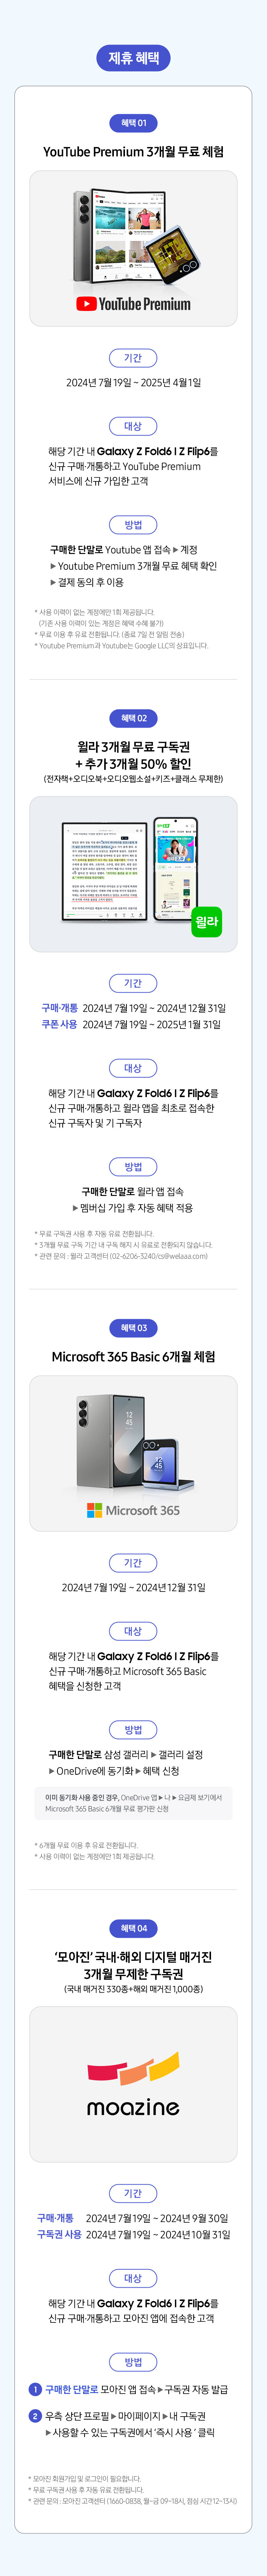 제휴 혜택
혜택 01
YouTube Premium 3개월 무료 체험
YouTube Premium
기간
2024년 7월 19일 ~ 2025년 4월 1일
대상
해당 기간 내 Galaxy Z Fold6 I Z Flip6를
신규 구매·개통하고 YouTube Premium
서비스에 신규 가입한 고객
방법
구매한 단말로 Youtube 앱 접속 ▶ 계정
▶ Youtube Premium 3개월 무료 혜택 확인
▶ 결제 동의 후 이용
* 사용 이력이 없는 계정에만 1회 제공됩니다.
(기존 사용 이력이 있는 계정은 혜택 수혜 불가)
* 무료 이용 후 유료 전환됩니다. (종료 7일 전 알림 전송)
* Youtube Premium과 Youtube는 Google LLC의 상표입니다.
혜택 02
윌라 3개월 무료 구독권
+ 추가 3개월 50% 할인
(전자책+오디오북+오디오웹소설+키즈+클래스 무제한)
윌라
기간
구매·개통 2024년 7월 19일 ~ 2024년 12월 31일
쿠폰 사용 2024년 7월 19일 ~ 2025년 1월 31일
대상
해당 기간 내 Galaxy Z Fold6 I Z Flip6를
신규 구매·개통하고 윌라 앱을 최초로 접속한
신규 구독자 및 기 구독자
방법
구매한 단말로 윌라 앱 접속
▶ 멤버십 가입 후 자동 혜택 적용
* 무료 구독권 사용 후 자동 유료 전환됩니다.
* 3개월 무료 구독 기간 내 구독 해지 시 유료로 전환되지 않습니다.
* 관련 문의 : 윌라 고객센터 (02-6206-3240/cs@welaaa.com)
혜택 03
Microsoft 365 Basic 6개월 체험
12
45
12
45
Microsoft 365
기간
2024년 7월 19일 ~ 2024년 12월 31일
대상
해당 기간 내 Galaxy Z Fold6 I Z Flip6를
신규 구매·개통하고 Microsoft 365 Basic
혜택을 신청한 고객
방법
구매한 단말로 삼성 갤러리 ▶ 갤러리 설정
▶ OneDrive에 동기화 ▶ 혜택 신청
이미 동기화 사용 중인 경우, OneDrive 앱 ▶ 나 ▶ 요금제 보기에서
Microsoft 365 Basic 6개월 무료 평가판 신청
* 6개월 무료 이용 후 유료 전환됩니다.
* 사용 이력이 없는 계정에만 1회 제공됩니다.
혜택 04
‘모아진’ 국내·해외 디지털 매거진
3개월 무제한 구독권
(국내 매거진 330종+해외 매거진 1,000종)
moazine
기간
구매·개통 2024년 7월 19일 ~ 2024년 9월 30일
구독권 사용 2024년 7월 19일 ~ 2024년 10월 31일
대상
해당 기간 내 Galaxy Z Fold6 I Z Flip6를
신규 구매·개통하고 모아진 앱에 접속한 고객
방법
1 구매한 단말로 모아진 앱 접속 ▶ 구독권 자동 발급
2 우측 상단 프로필 ▶ 마이페이지 ▶ 내 구독권
▶ 사용할 수 있는 구독권에서 ‘즉시 사용 ’ 클릭
* 모아진 회원가입 및 로그인이 필요합니다.
* 무료 구독권 사용 후 자동 유료 전환됩니다.
* 관련 문의 : 모아진 고객센터 (1660-0838, 월~금 09~18시, 점심 시간 12~13시)